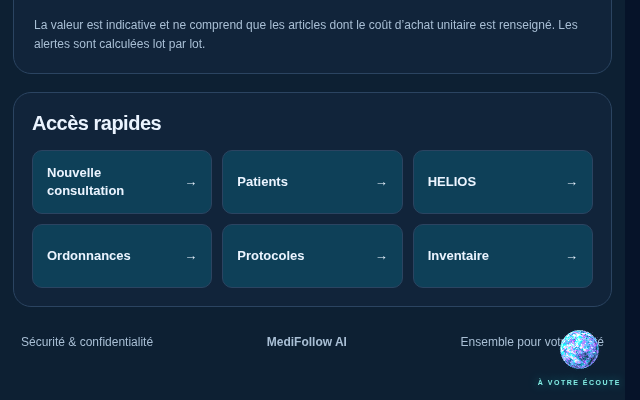 La valeur est indicative et ne comprend que les articles dont le coût d'achat unitaire est renseigné. Les
alertes sont calculées lot par lot.
Accès rapides
Nouvelle
consultation →
Patients →
HELIOS →
Ordonnances →
Protocoles →
Inventaire →
Sécurité & confidentialité
MediFollow AI
Ensemble pour
À VOTRE ÉCOUTE